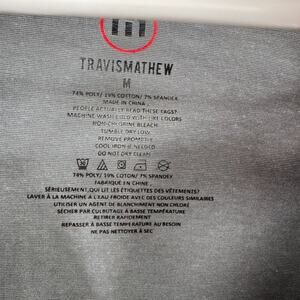 TRAVISMATHEW
M
74% POLY/ 19% COTTON/ 7% SPANDEX
MADE IN CHINA
PEOPLE ACTUALLY READ THESE TAGS?
MACHINE WASH COLD WITH LIKE COLORS
NON-CHLORINE BLEACH
TUMBLE DRY LOW
REMOVE PROMPTLY
COOL IRON IF NEEDED
DO NOT DRY CLEAN
74% POLY/ 19% COTON/ 7% SPANDEX
FABRIQUÉ EN CHINE
SÉRIEUSEMENT, QUI LIT LES ÉTIQUETTES DES VÊTEMENTS?
LAVER À LA MACHINE À L'EAU FROIDE AVEC DES COULEURS SIMILAIRES
UTILISER UN AGENT DE BLANCHIMENT NON CHLORÉ
SÉCHER PAR CULBUTAGE À BASSE TEMPÉRATURE
RETIRER RAPIDEMENT
REPASSER À BASSE TEMPÉRATURE AU BESOIN
NE PAS NETTOYER À SEC